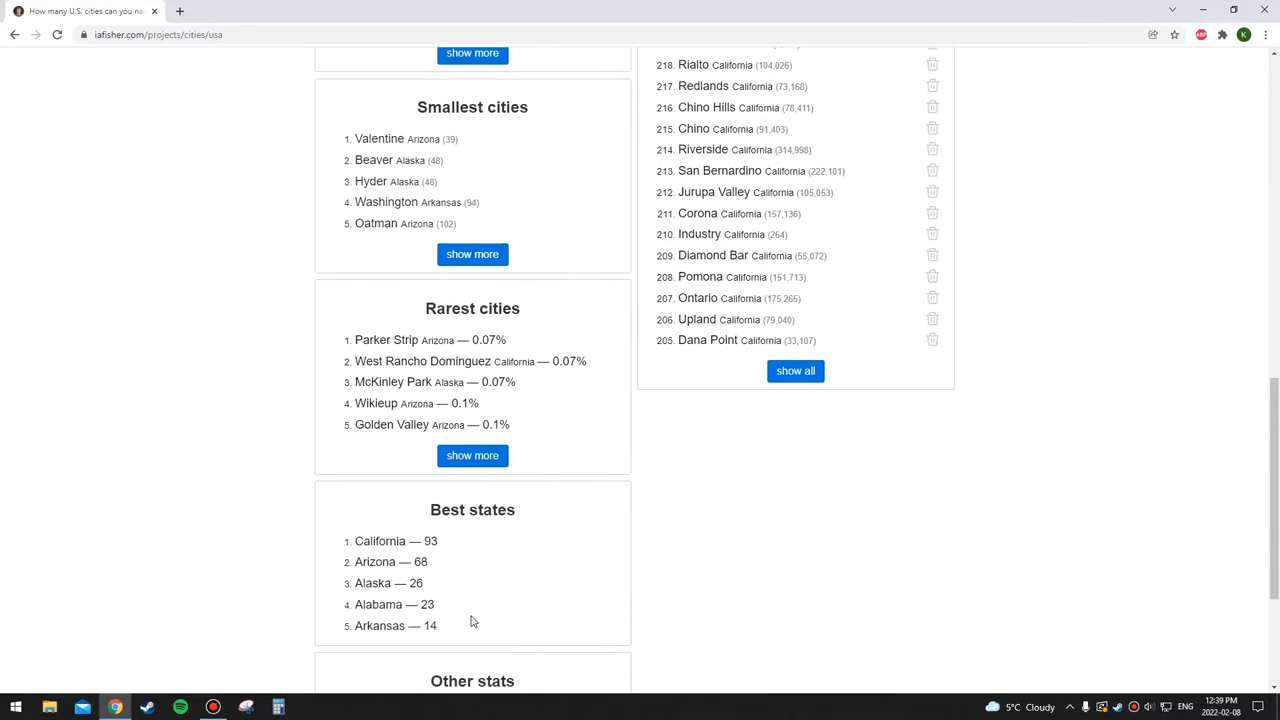 How many U.S. cities can you na
iafisher.com/projects/cities/usa
ABP
K
show more
Smallest cities
1. Valentine Arizona (39)
2. Beaver Alaska (48)
3. Hyder Alaska (48)
4. Washington Arkansas (94)
5. Oatman Arizona (102)
show more
Rarest cities
1. Parker Strip Arizona — 0.07%
2. West Rancho Dominguez California — 0.07%
3. McKinley Park Alaska — 0.07%
4. Wikieup Arizona — 0.1%
5. Golden Valley Arizona — 0.1%
show more
Best states
1. California — 93
2. Arizona — 68
3. Alaska — 26
4. Alabama — 23
5. Arkansas — 14
Other stats
218. Rialto California (104,026)
217. Redlands California (73,168)
216. Chino Hills California (78,411)
215. Chino California (91,403)
214. Riverside California (314,998)
213. San Bernardino California (222,101)
212. Jurupa Valley California (105,053)
211. Corona California (157,136)
210. Industry California (264)
209. Diamond Bar California (55,072)
208. Pomona California (151,713)
207. Ontario California (175,265)
206. Upland California (79,040)
205. Dana Point California (33,107)
show all
5°C Cloudy
ENG
12:39 PM
2022-02-08